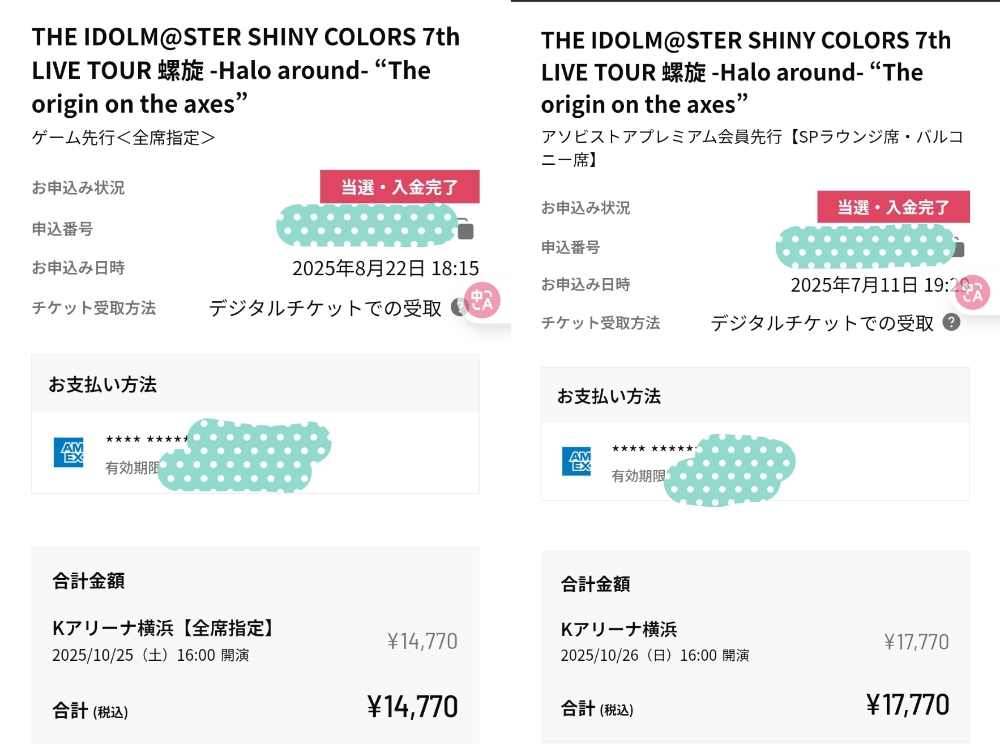 THE IDOLM@STER SHINY COLORS 7th
LIVE TOUR 螺旋 -Halo around- “The
origin on the axes”
ゲーム先行＜全席指定＞
お申込み状況
当選・入金完了
申込番号
お申込み日時
2025年8月22日 18:15
チケット受取方法
デジタルチケットでの受取
お支払い方法
AM
EX
**** *****
有効期限
合計金額
Kアリーナ横浜【全席指定】
¥14,770
2025/10/25（土）16:00 開演
合計 (税込)
¥14,770
THE IDOLM@STER SHINY COLORS 7th
LIVE TOUR 螺旋 -Halo around- “The
origin on the axes”
アソビストアプレミアム会員先行【SPラウンジ席・バルコ
ニー席】
お申込み状況
当選・入金完了
申込番号
お申込み日時
2025年7月11日 19:
チケット受取方法
デジタルチケットでの受取 ?
お支払い方法
AM
EX
**** *****
有効期限
合計金額
Kアリーナ横浜
¥17,770
2025/10/26（日）16:00 開演
合計 (税込)
¥17,770